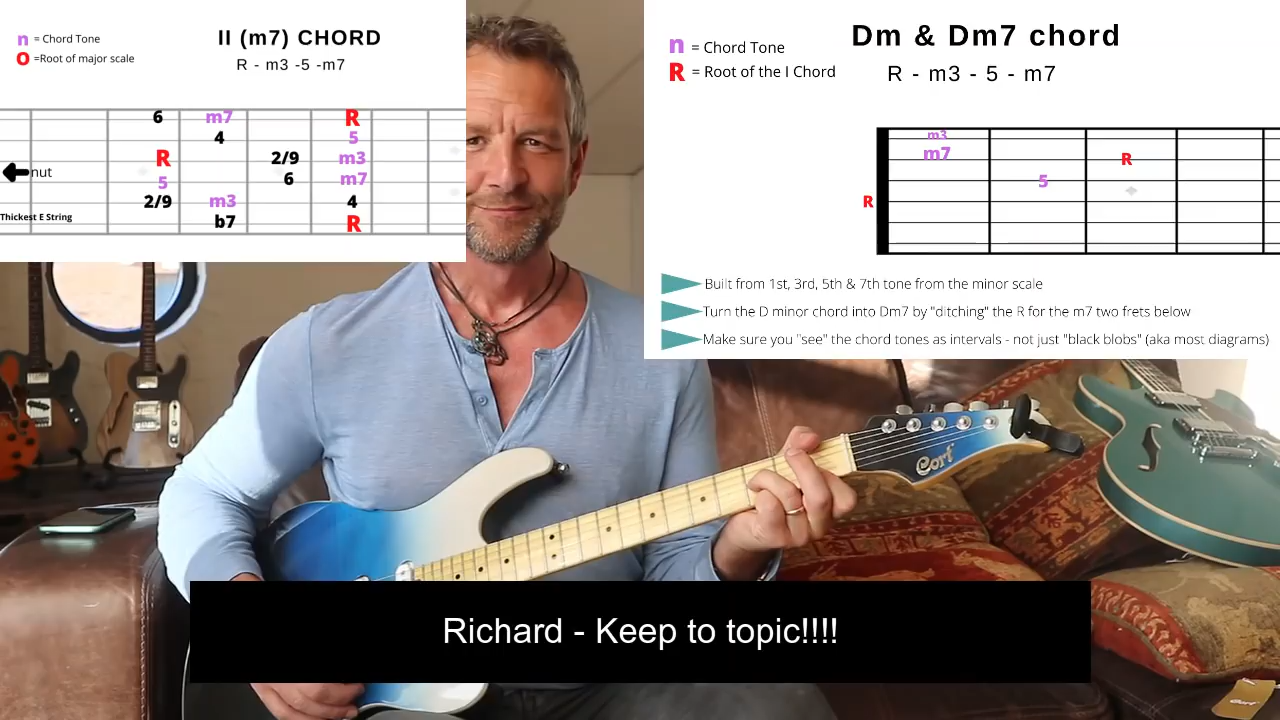 II (m7) CHORD
R - m3 -5 -m7
n = Chord Tone
O =Root of major scale
6 m7 R
4 5
R 2/9 m3
nut
5 6 m7
2/9 m3 4
Thickest E String
b7 R
Dm & Dm7 chord
R - m3 - 5 - m7
n = Chord Tone
R = Root of the I Chord
m3
m7 R
5
R
Built from 1st, 3rd, 5th & 7th tone from the minor scale
Turn the D minor chord into Dm7 by "ditching" the R for the m7 two frets below
Make sure you "see" the chord tones as intervals - not just "black blobs" (aka most diagrams)
Cort
Richard - Keep to topic!!!!
Cort